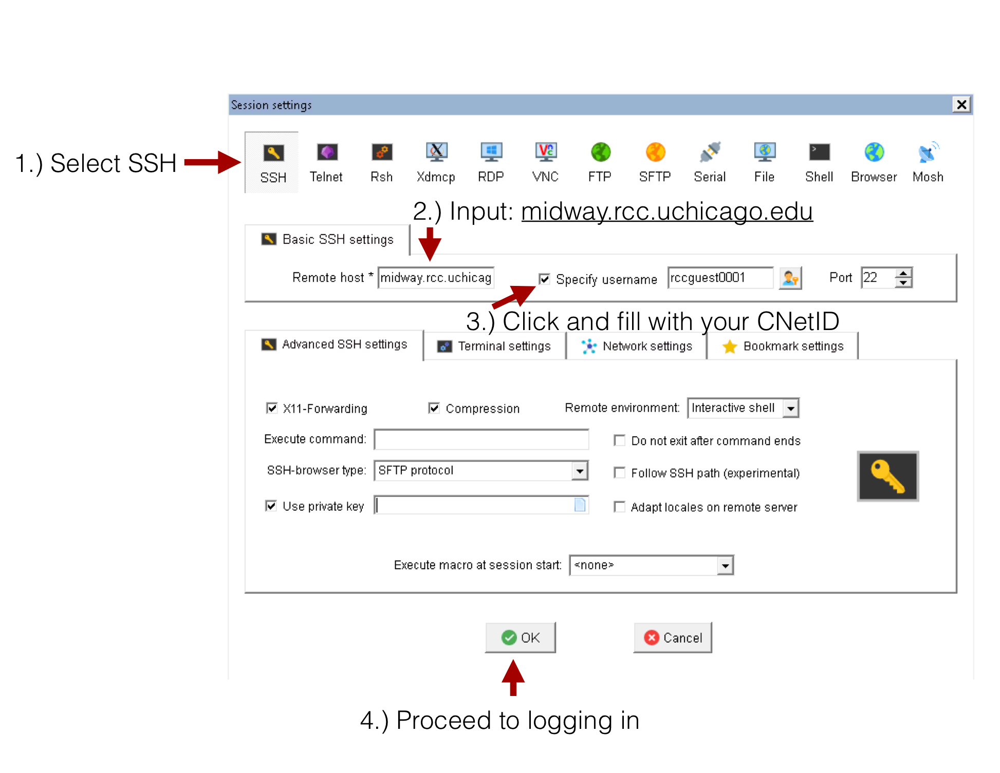 Session settings
1.) Select SSH
SSH Telnet Rsh Xdmcp RDP VNC FTP SFTP Serial File Shell Browser Mosh
2.) Input: midway.rcc.uchicago.edu
Basic SSH settings
Remote host * midway.rcc.uchicag Specify username rccguest0001 Port 22
3.) Click and fill with your CNetID
Advanced SSH settings Terminal settings Network settings Bookmark settings
X11-Forwarding Compression Remote environment: Interactive shell
Execute command: Do not exit after command ends
SSH-browser type: SFTP protocol Follow SSH path (experimental)
Use private key Adapt locales on remote server
Execute macro at session start: <none>
OK Cancel
4.) Proceed to logging in